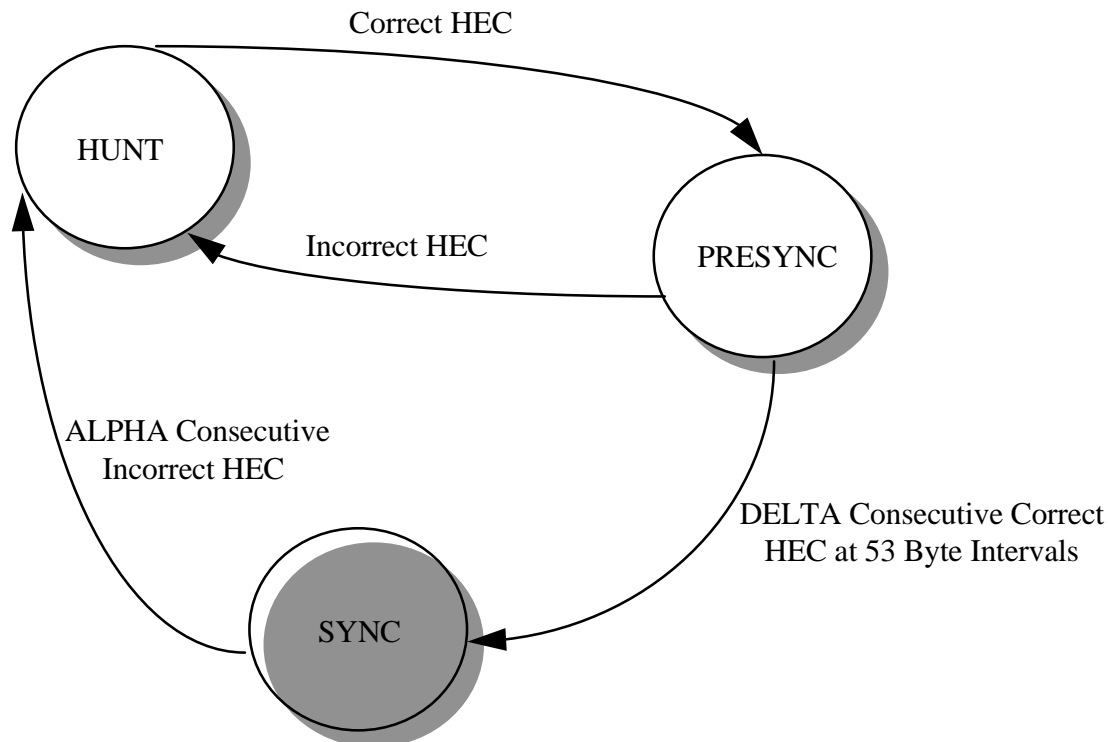 Correct HEC
HUNT
Incorrect HEC
PRESYNC
ALPHA Consecutive
Incorrect HEC
DELTA Consecutive Correct
HEC at 53 Byte Intervals
SYNC